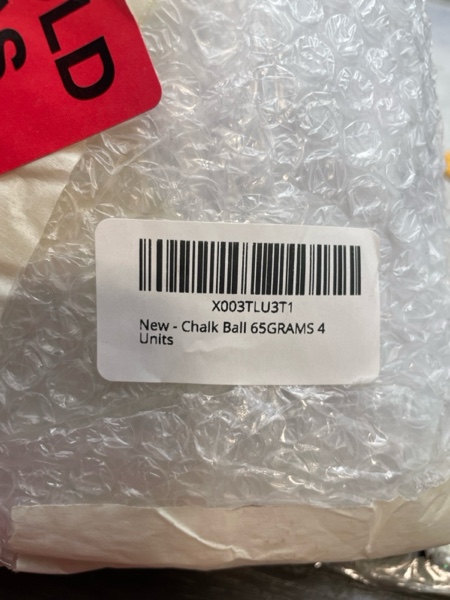 X003TLU3T1
New - Chalk Ball 65GRAMS 4
Units